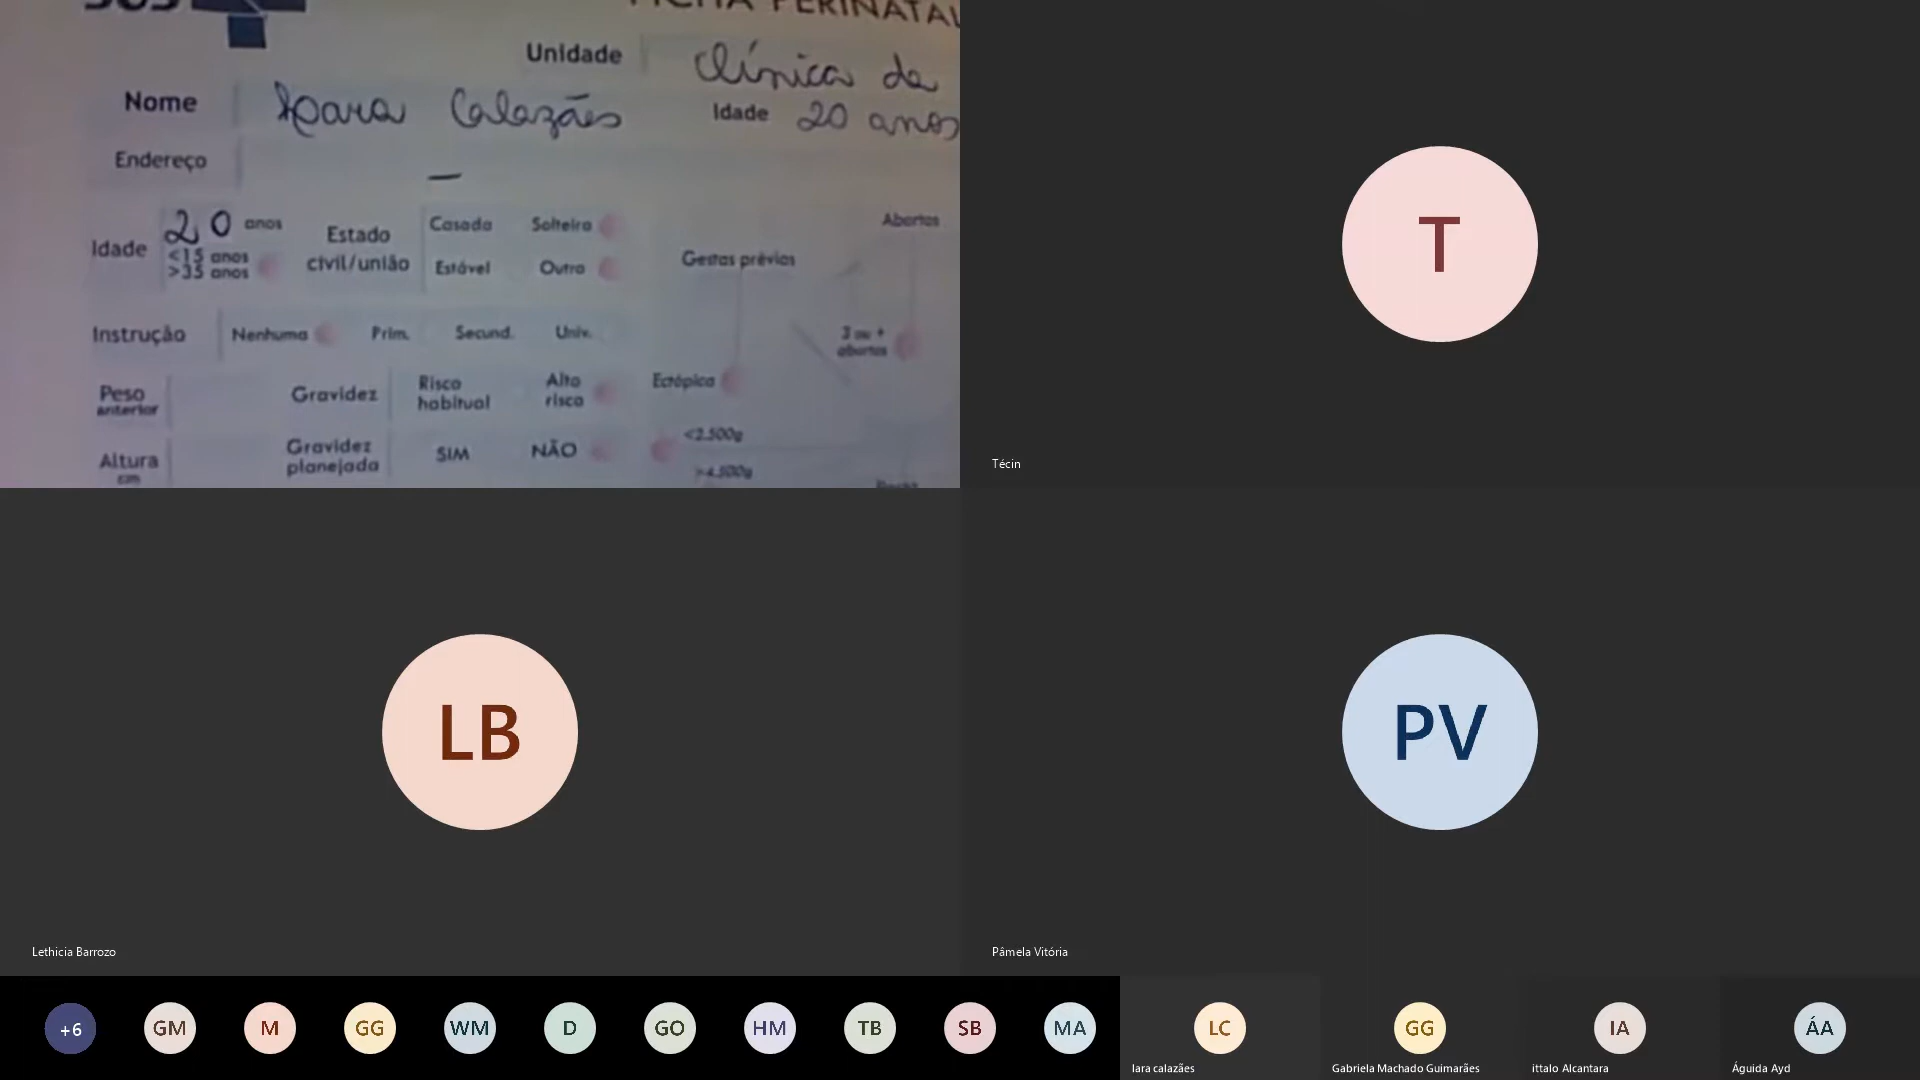 SUS
FICHA PERINATAL
Unidade Clínica da
Nome Iara Calazães Idade 20 anos
Endereço
Idade 20 anos
<15 anos
>35 anos
Estado
civil/união
Casada Solteira
Estável Outra
Gestas prévias
Abortos
3 ou +
abortos
Instrução Nenhuma Prim. Secund. Univ.
Peso
anterior
Gravidez
Risco
habitual
Alto
risco
Ectópica
Altura
cm
Gravidez
planejada
SIM NÃO
<2.500g
>4.500g
T
Técin
LB
Lethicia Barrozo
PV
Pâmela Vitória
+6 GM M GG WM D GO HM TB SB MA LC GG IA ÁA
Iara calazães Gabriela Machado Guimarães ittalo Alcantara Águida Ayd